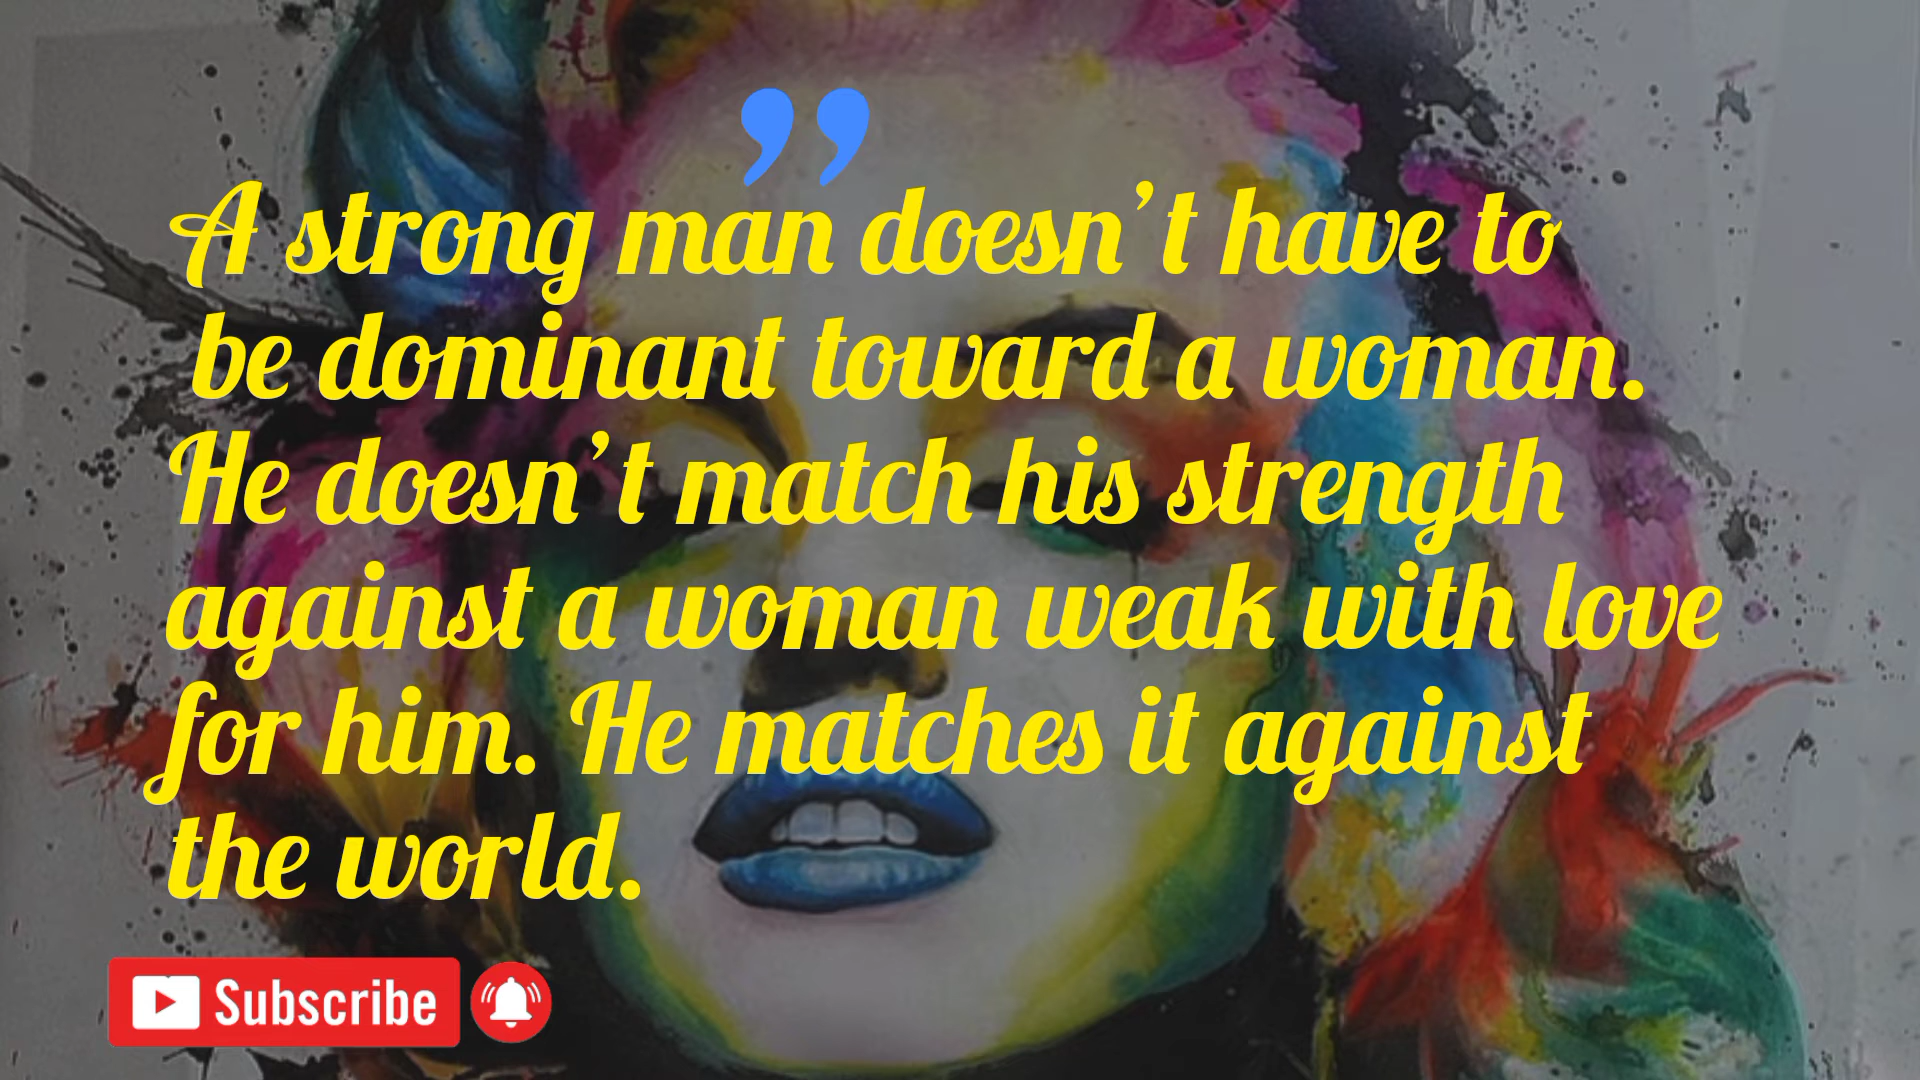 ”
A strong man doesn’t have to
be dominant toward a woman.
He doesn’t match his strength
against a woman weak with love
for him. He matches it against
the world.
Subscribe